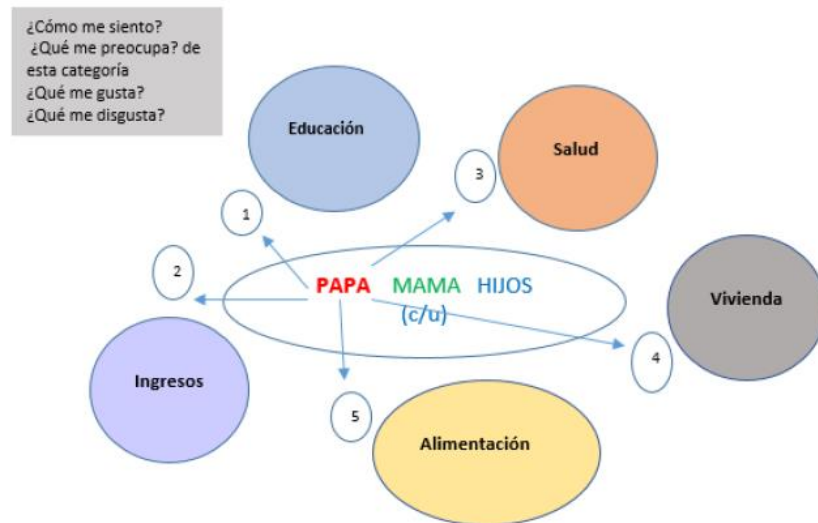 ¿Cómo me siento?
¿Qué me preocupa? de
esta categoría
¿Qué me gusta?
¿Qué me disgusta?
Educación
Salud
3
1
2
PAPA MAMA HIJOS
(c/u)
Vivienda
4
Ingresos
5
Alimentación